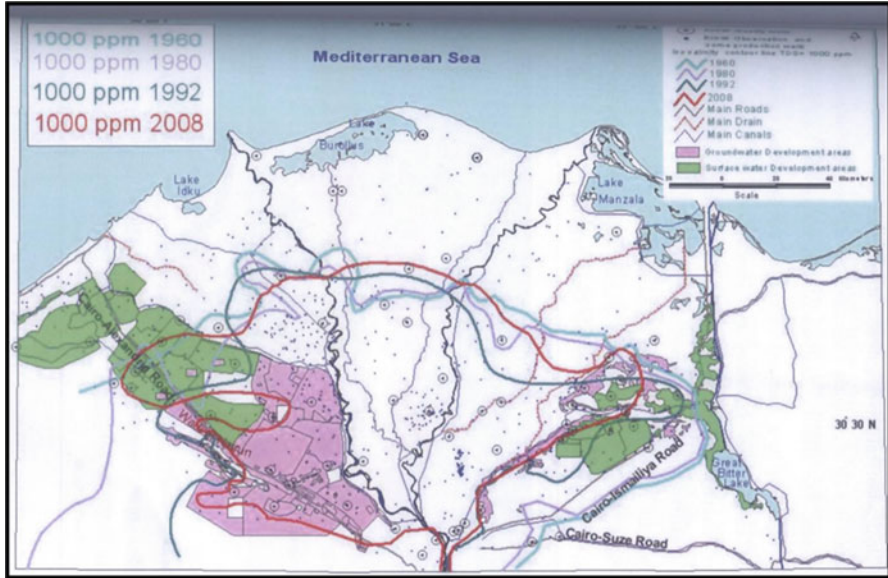 1000 ppm 1960
1000 ppm 1980
1000 ppm 1992
1000 ppm 2008
Mediterranean Sea
1960
1980
1992
2008
Main Roads
Main Drain
Main Canals
Groundwater Development areas
Surface water Development areas
Scale
Lake
Burollus
Lake
Idku
Lake
Manzala
Cairo-Alexandria Road
30° 30 N
Great
Bitter
Lake
Cairo-Ismailiya Road
Cairo-Suze Road